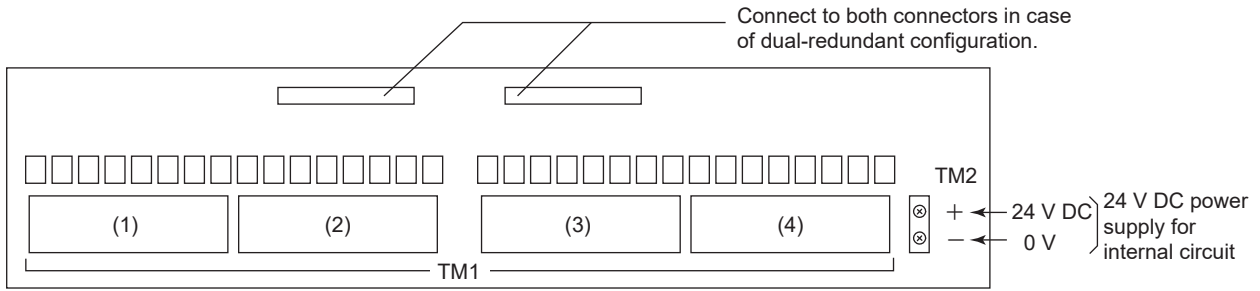 Connect to both connectors in case
of dual-redundant configuration.
TM2
(1) (2) (3) (4)
+ 24 V DC
− 0 V
24 V DC power
supply for
internal circuit
TM1